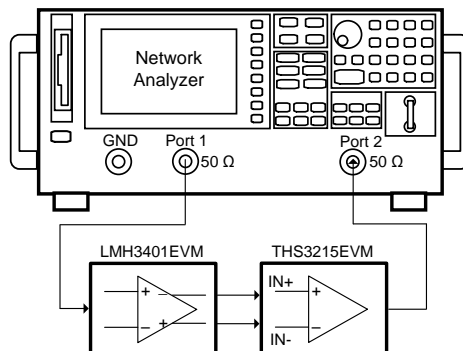 Network
Analyzer
GND
Port 1
50 Ω
Port 2
50 Ω
LMH3401EVM
THS3215EVM
+
−
−
+
IN+
+
−
IN-